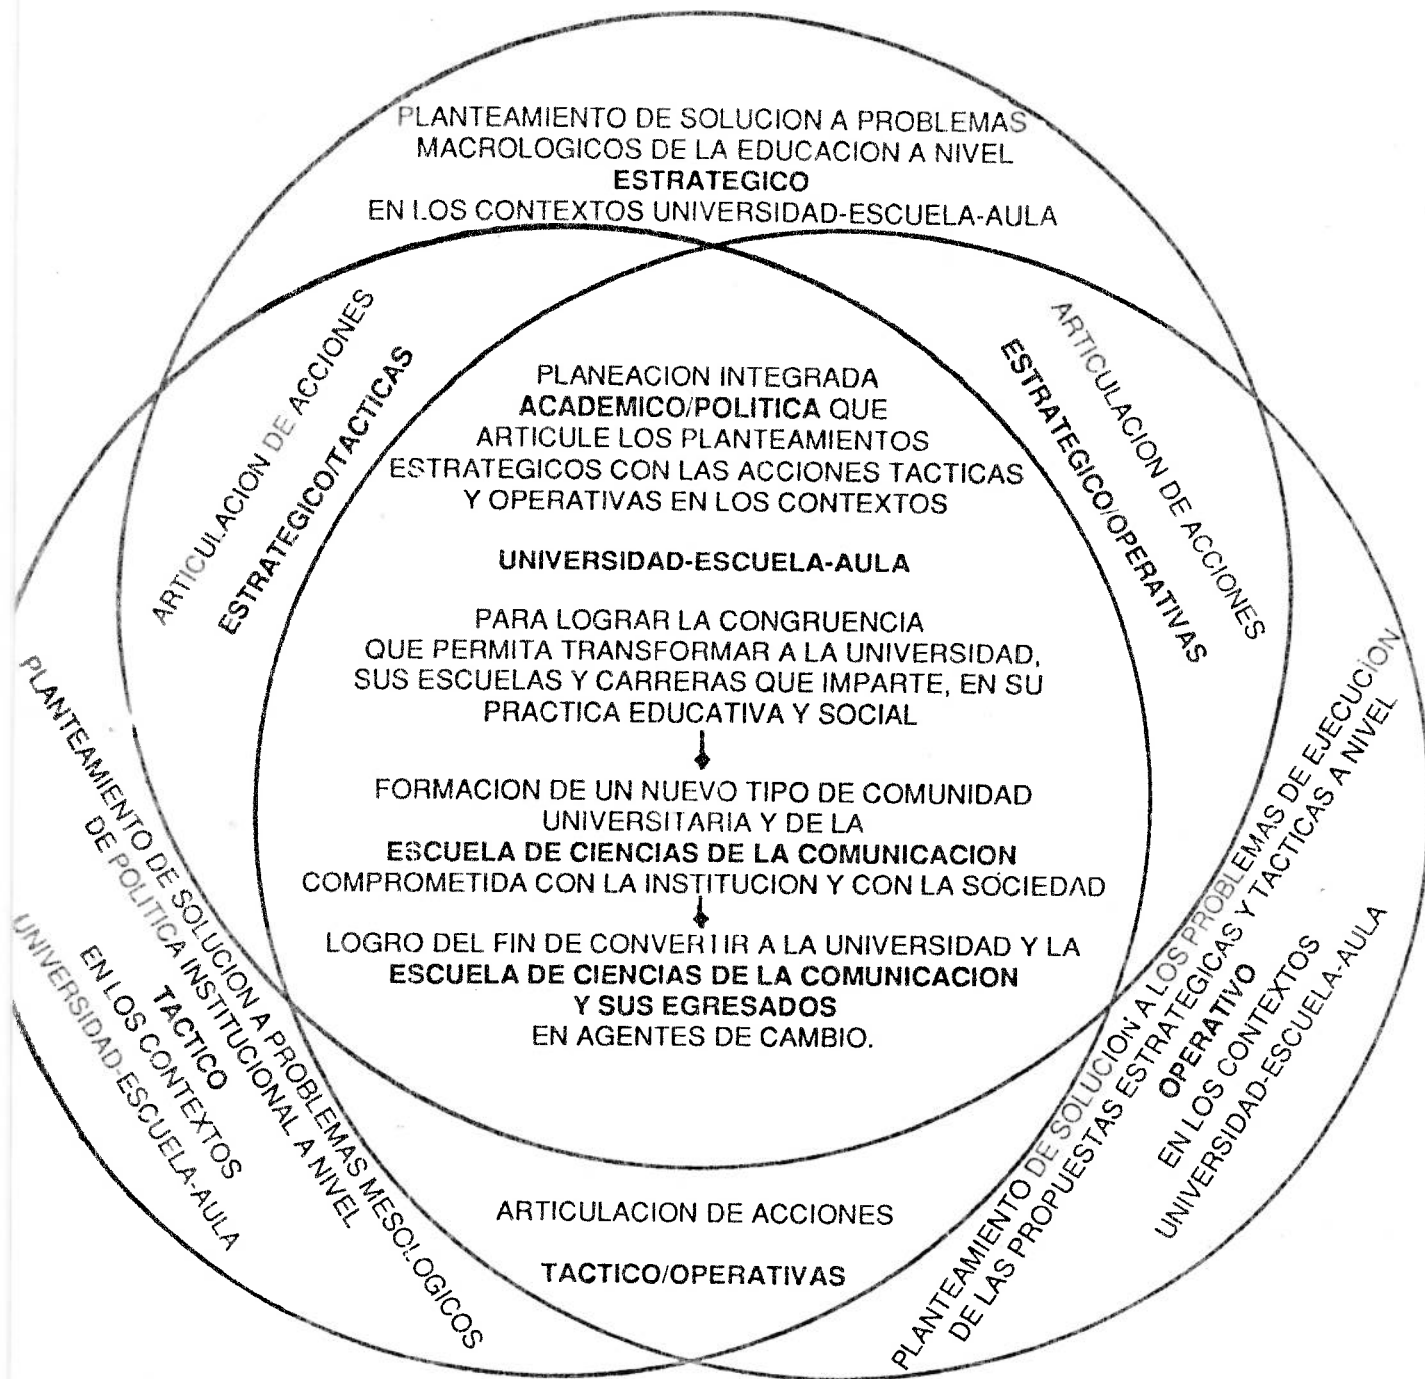 PLANTEAMIENTO DE SOLUCION A PROBLEMAS
MACROLOGICOS DE LA EDUCACION A NIVEL
ESTRATEGICO
EN LOS CONTEXTOS UNIVERSIDAD-ESCUELA-AULA
ARTICULACION DE ACCIONES
ESTRATEGICO/TACTICAS
ARTICULACION DE ACCIONES
ESTRATEGICO/OPERATIVAS
PLANEACION INTEGRADA
ACADEMICO/POLITICA QUE
ARTICULE LOS PLANTEAMIENTOS
ESTRATEGICOS CON LAS ACCIONES TACTICAS
Y OPERATIVAS EN LOS CONTEXTOS
UNIVERSIDAD-ESCUELA-AULA
PARA LOGRAR LA CONGRUENCIA
QUE PERMITA TRANSFORMAR A LA UNIVERSIDAD,
SUS ESCUELAS Y CARRERAS QUE IMPARTE, EN SU
PRACTICA EDUCATIVA Y SOCIAL
FORMACION DE UN NUEVO TIPO DE COMUNIDAD
UNIVERSITARIA Y DE LA
ESCUELA DE CIENCIAS DE LA COMUNICACION
COMPROMETIDA CON LA INSTITUCION Y CON LA SOCIEDAD
LOGRO DEL FIN DE CONVERTIR A LA UNIVERSIDAD Y LA
ESCUELA DE CIENCIAS DE LA COMUNICACION
Y SUS EGRESADOS
EN AGENTES DE CAMBIO.
PLANTEAMIENTO DE SOLUCION A PROBLEMAS MESOLOGICOS
DE POLITICA INSTITUCIONAL A NIVEL
TACTICO
EN LOS CONTEXTOS
UNIVERSIDAD-ESCUELA-AULA
PLANTEAMIENTO DE SOLUCION A LOS PROBLEMAS DE EJECUCION
DE LAS PROPUESTAS ESTRATEGICAS Y TACTICAS A NIVEL
OPERATIVO
EN LOS CONTEXTOS
UNIVERSIDAD-ESCUELA-AULA
ARTICULACION DE ACCIONES
TACTICO/OPERATIVAS